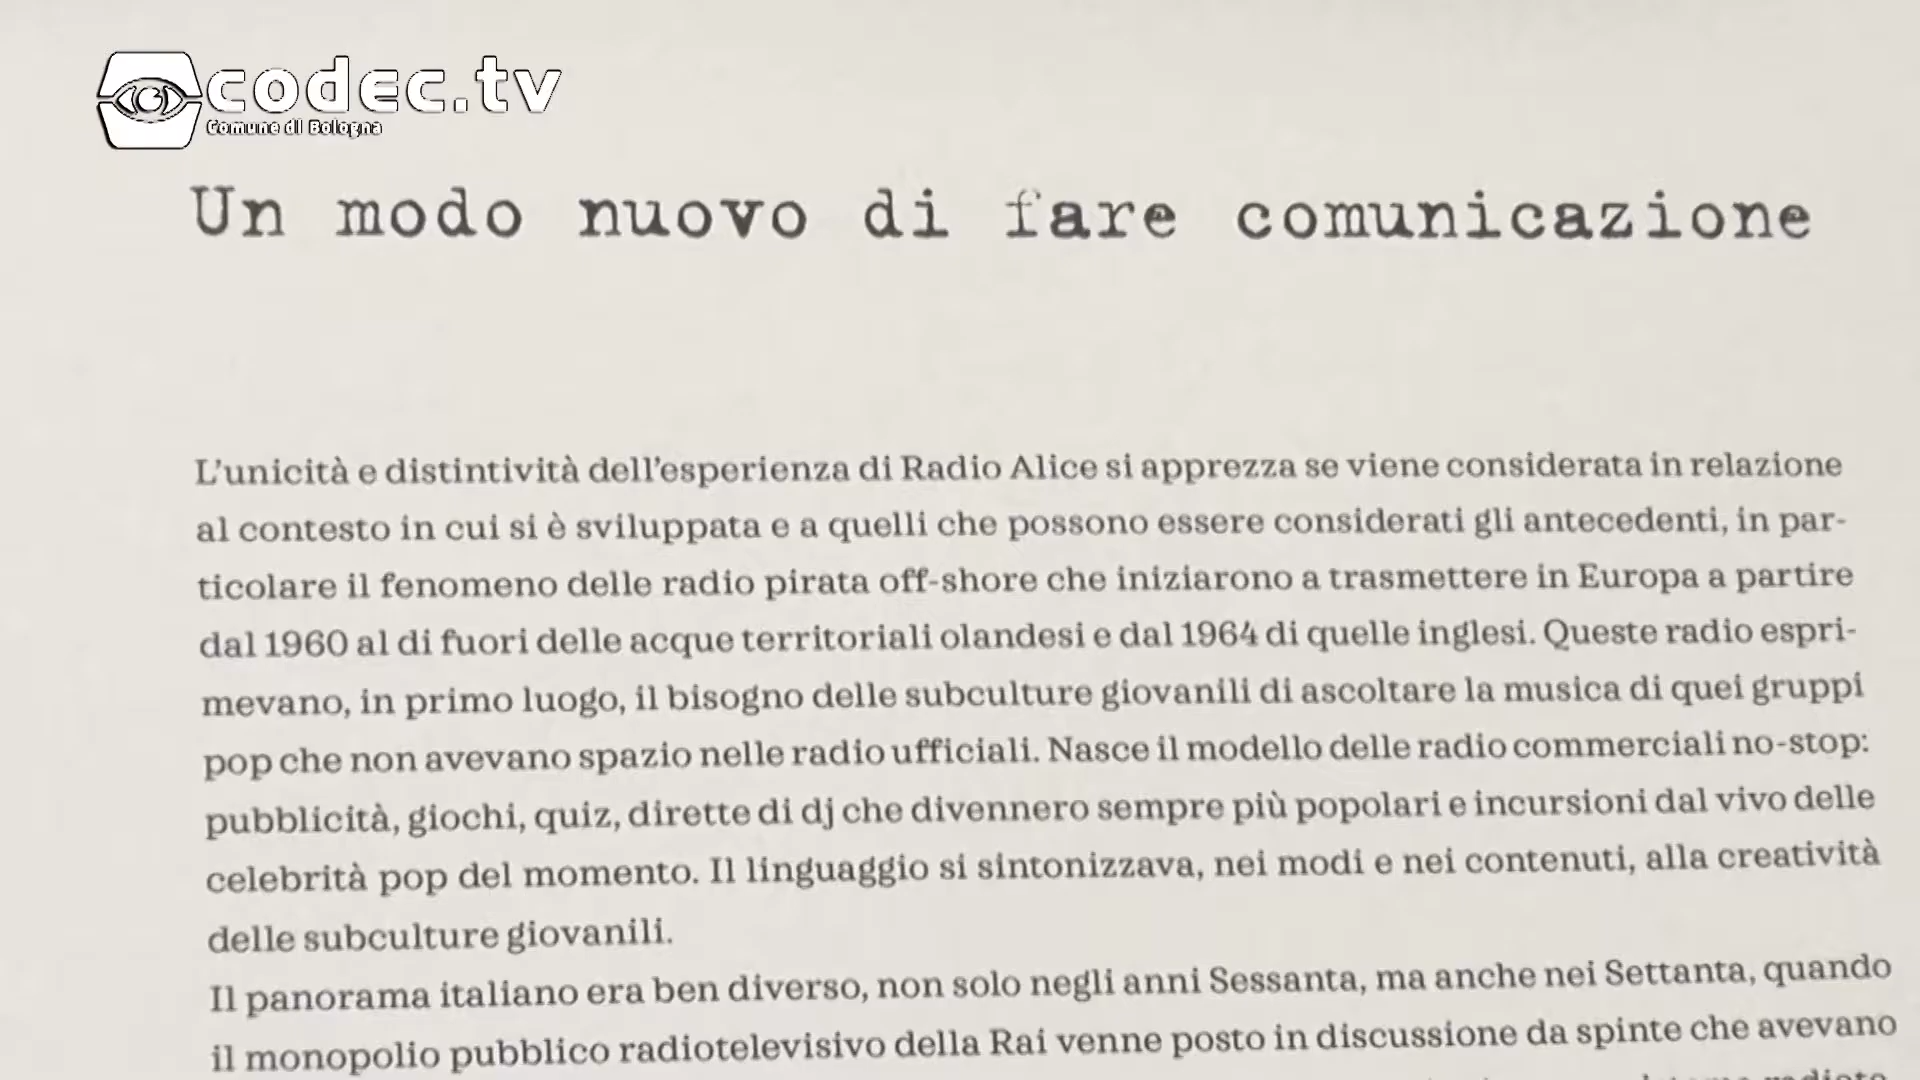 codec.tv
Comune di Bologna
Un modo nuovo di fare comunicazione
L'unicità e distintività dell'esperienza di Radio Alice si apprezza se viene considerata in relazione
al contesto in cui si è sviluppata e a quelli che possono essere considerati gli antecedenti, in par-
ticolare il fenomeno delle radio pirata off-shore che iniziarono a trasmettere in Europa a partire
dal 1960 al di fuori delle acque territoriali olandesi e dal 1964 di quelle inglesi. Queste radio espri-
mevano, in primo luogo, il bisogno delle subculture giovanili di ascoltare la musica di quei gruppi
pop che non avevano spazio nelle radio ufficiali. Nasce il modello delle radio commerciali no-stop:
pubblicità, giochi, quiz, dirette di dj che divennero sempre più popolari e incursioni dal vivo delle
celebrità pop del momento. Il linguaggio si sintonizzava, nei modi e nei contenuti, alla creatività
delle subculture giovanili.
Il panorama italiano era ben diverso, non solo negli anni Sessanta, ma anche nei Settanta, quando
il monopolio pubblico radiotelevisivo della Rai venne posto in discussione da spinte che avevano